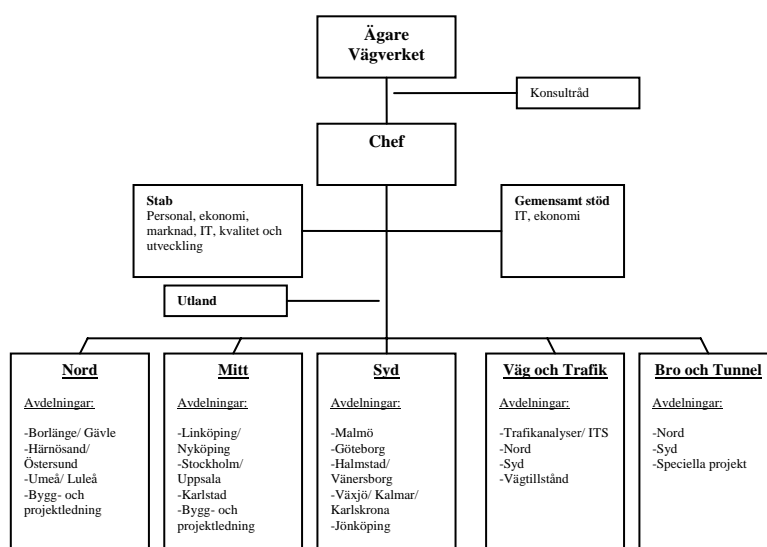 Ägare
Vägverket
Konsultråd
Chef
Stab
Personal, ekonomi,
marknad, IT, kvalitet och
utveckling
Gemensamt stöd
IT, ekonomi
Utland
Nord
Avdelningar:
-Borlänge/ Gävle
-Härnösand/
Östersund
-Umeå/ Luleå
-Bygg- och
projektledning
Mitt
Avdelningar:
-Linköping/
Nyköping
-Stockholm/
Uppsala
-Karlstad
-Bygg- och
projektledning
Syd
Avdelningar:
-Malmö
-Göteborg
-Halmstad/
Vänersborg
-Växjö/ Kalmar/
Karlskrona
-Jönköping
Väg och Trafik
Avdelningar:
-Trafikanalyser/ ITS
-Nord
-Syd
-Vägtillstånd
Bro och Tunnel
Avdelningar:
-Nord
-Syd
-Speciella projekt